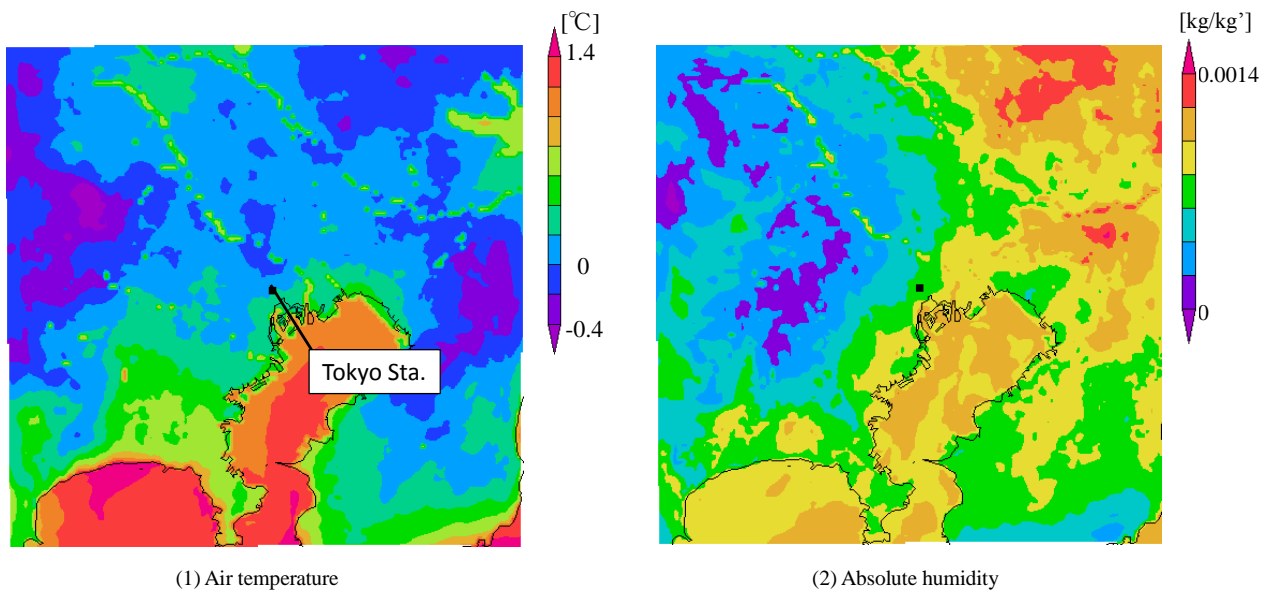 [℃]
1.4
0
-0.4
Tokyo Sta.
(1) Air temperature
[kg/kg’]
0.0014
0
(2) Absolute humidity